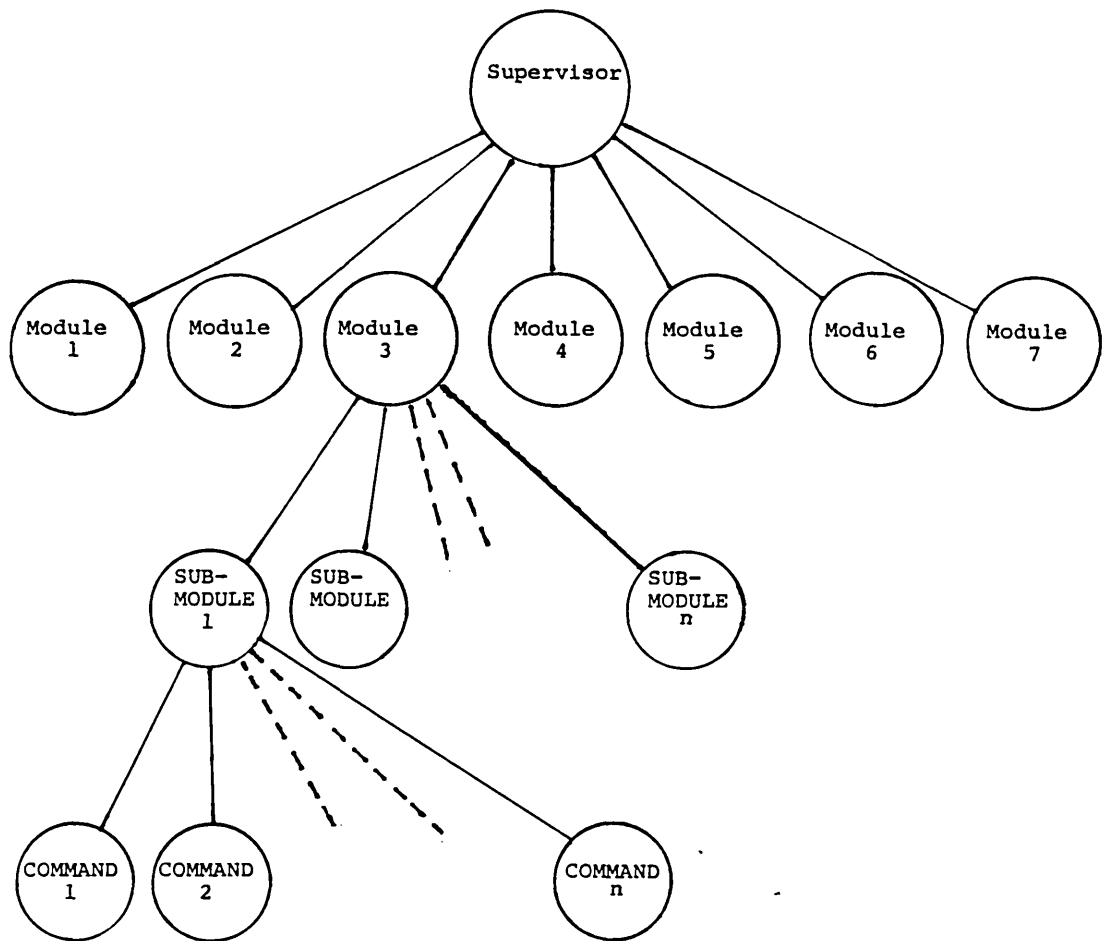 Supervisor
Module
1
Module
2
Module
3
Module
4
Module
5
Module
6
Module
7
SUB-
MODULE
1
SUB-
MODULE
SUB-
MODULE
n
COMMAND
1
COMMAND
2
COMMAND
n